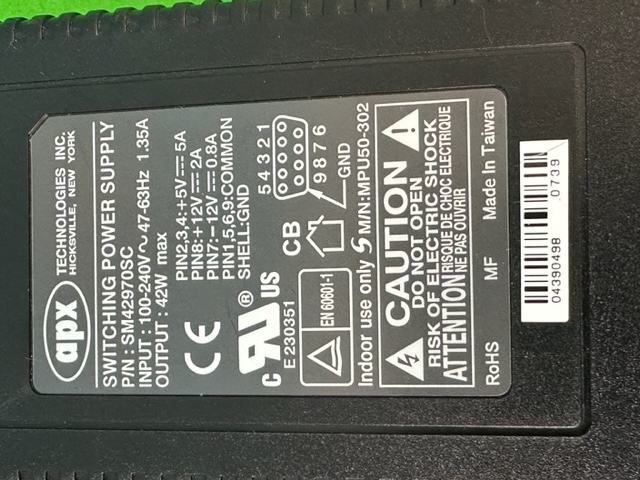 apx
TECHNOLOGIES INC.
HICKSVILLE, NEW YORK
SWITCHING POWER SUPPLY
P/N : SM42970SC
INPUT : 100-240V ~ 47-63Hz 1.35A
OUTPUT : 42W max
PIN2,3,4:+5V⎓5A
PIN8:+12V⎓2A
PIN7:-12V⎓0.8A
PIN1,5,6,9:COMMON
SHELL:GND
CE
c RU ® US
E230351
5 4 3 2 1
9 8 7 6
GND
CB
EN 60601-1
Indoor use only
M/N:MPU50-302
CAUTION
DO NOT OPEN
RISK OF ELECTRIC SHOCK
ATTENTION RISQUE DE CHOC ELECTRIQUE
NE PAS OUVRIR
RoHS MF Made In Taiwan
04390498 0739